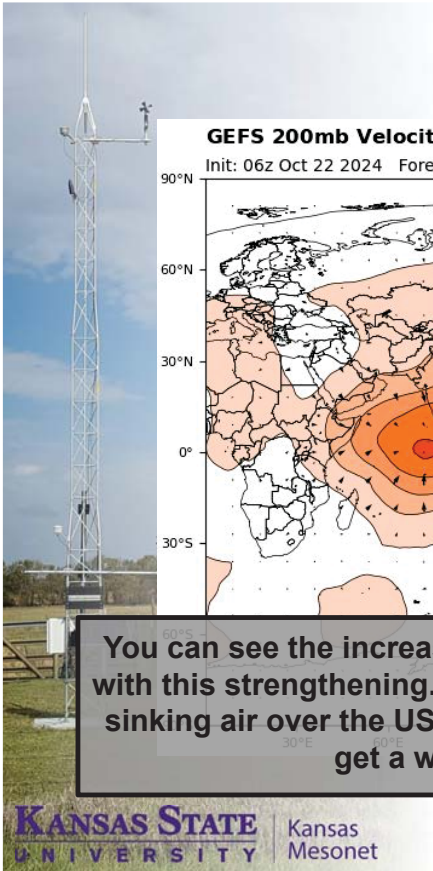 GEFS 200mb Velocit
Init: 06z Oct 22 2024 Fore
90°N
60°N
30°N
0°
30°S
60°S
30°E
60°E
You can see the increa
with this strengthening.
sinking air over the US
get a w
KANSAS STATE
UNIVERSITY
Kansas
Mesonet